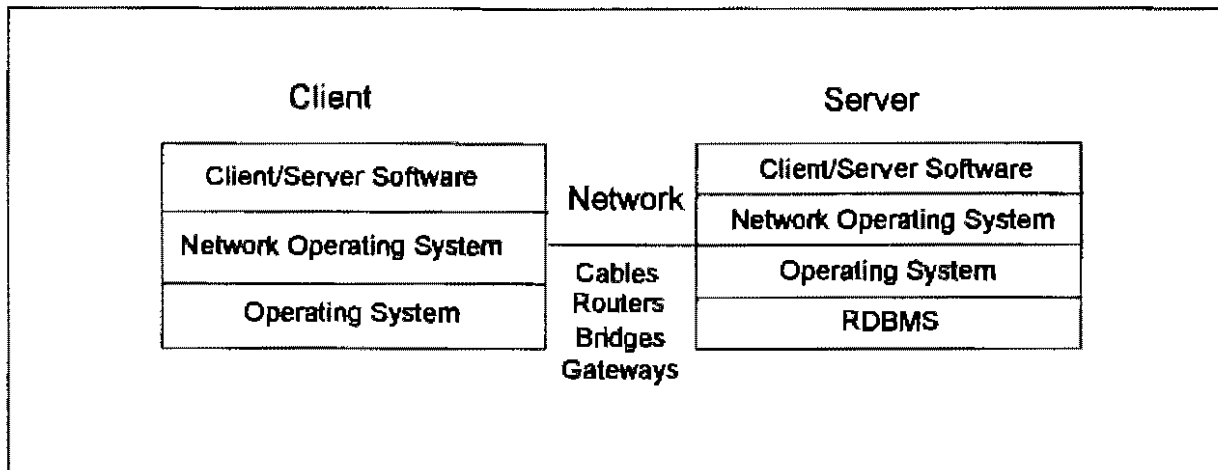 Client
Client/Server Software
Network Operating System
Operating System
Network
Cables
Routers
Bridges
Gateways
Server
Client/Server Software
Network Operating System
Operating System
RDBMS